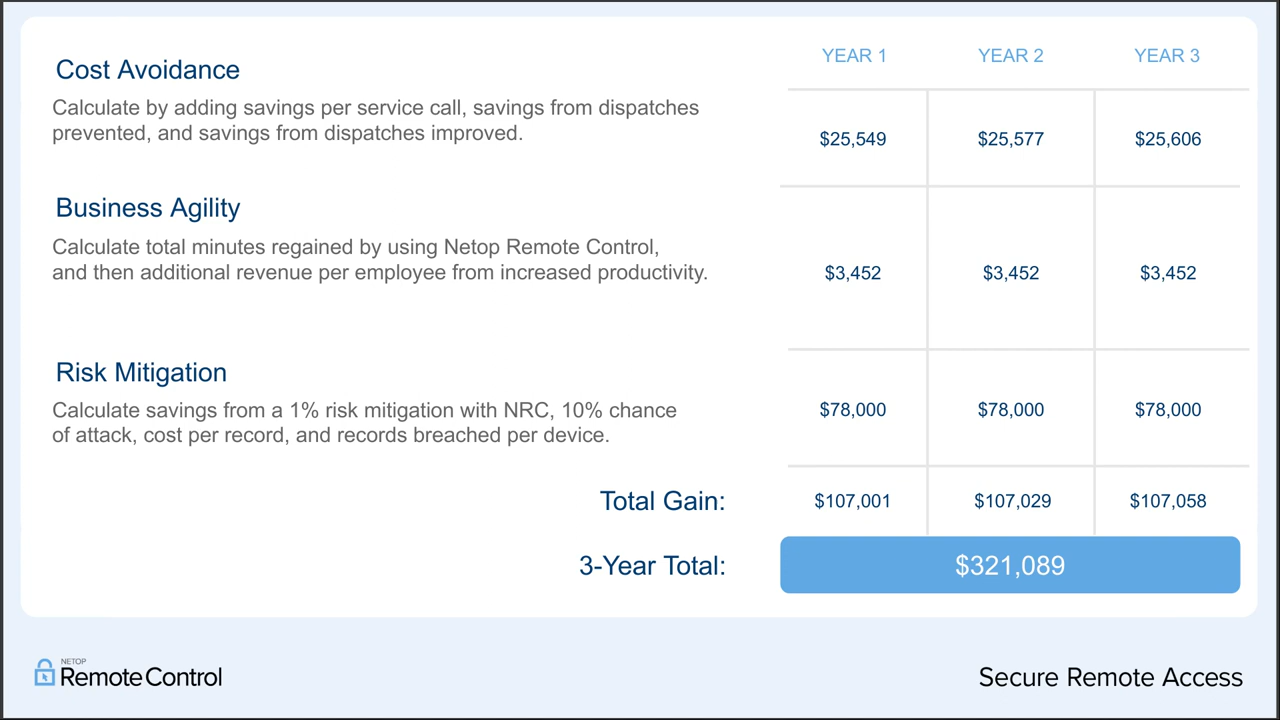 YEAR 1 YEAR 2 YEAR 3
Cost Avoidance
Calculate by adding savings per service call, savings from dispatches
prevented, and savings from dispatches improved.
$25,549 $25,577 $25,606
Business Agility
Calculate total minutes regained by using Netop Remote Control,
and then additional revenue per employee from increased productivity.
$3,452 $3,452 $3,452
Risk Mitigation
Calculate savings from a 1% risk mitigation with NRC, 10% chance
of attack, cost per record, and records breached per device.
$78,000 $78,000 $78,000
Total Gain: $107,001 $107,029 $107,058
3-Year Total: $321,089
NETOP
RemoteControl
Secure Remote Access